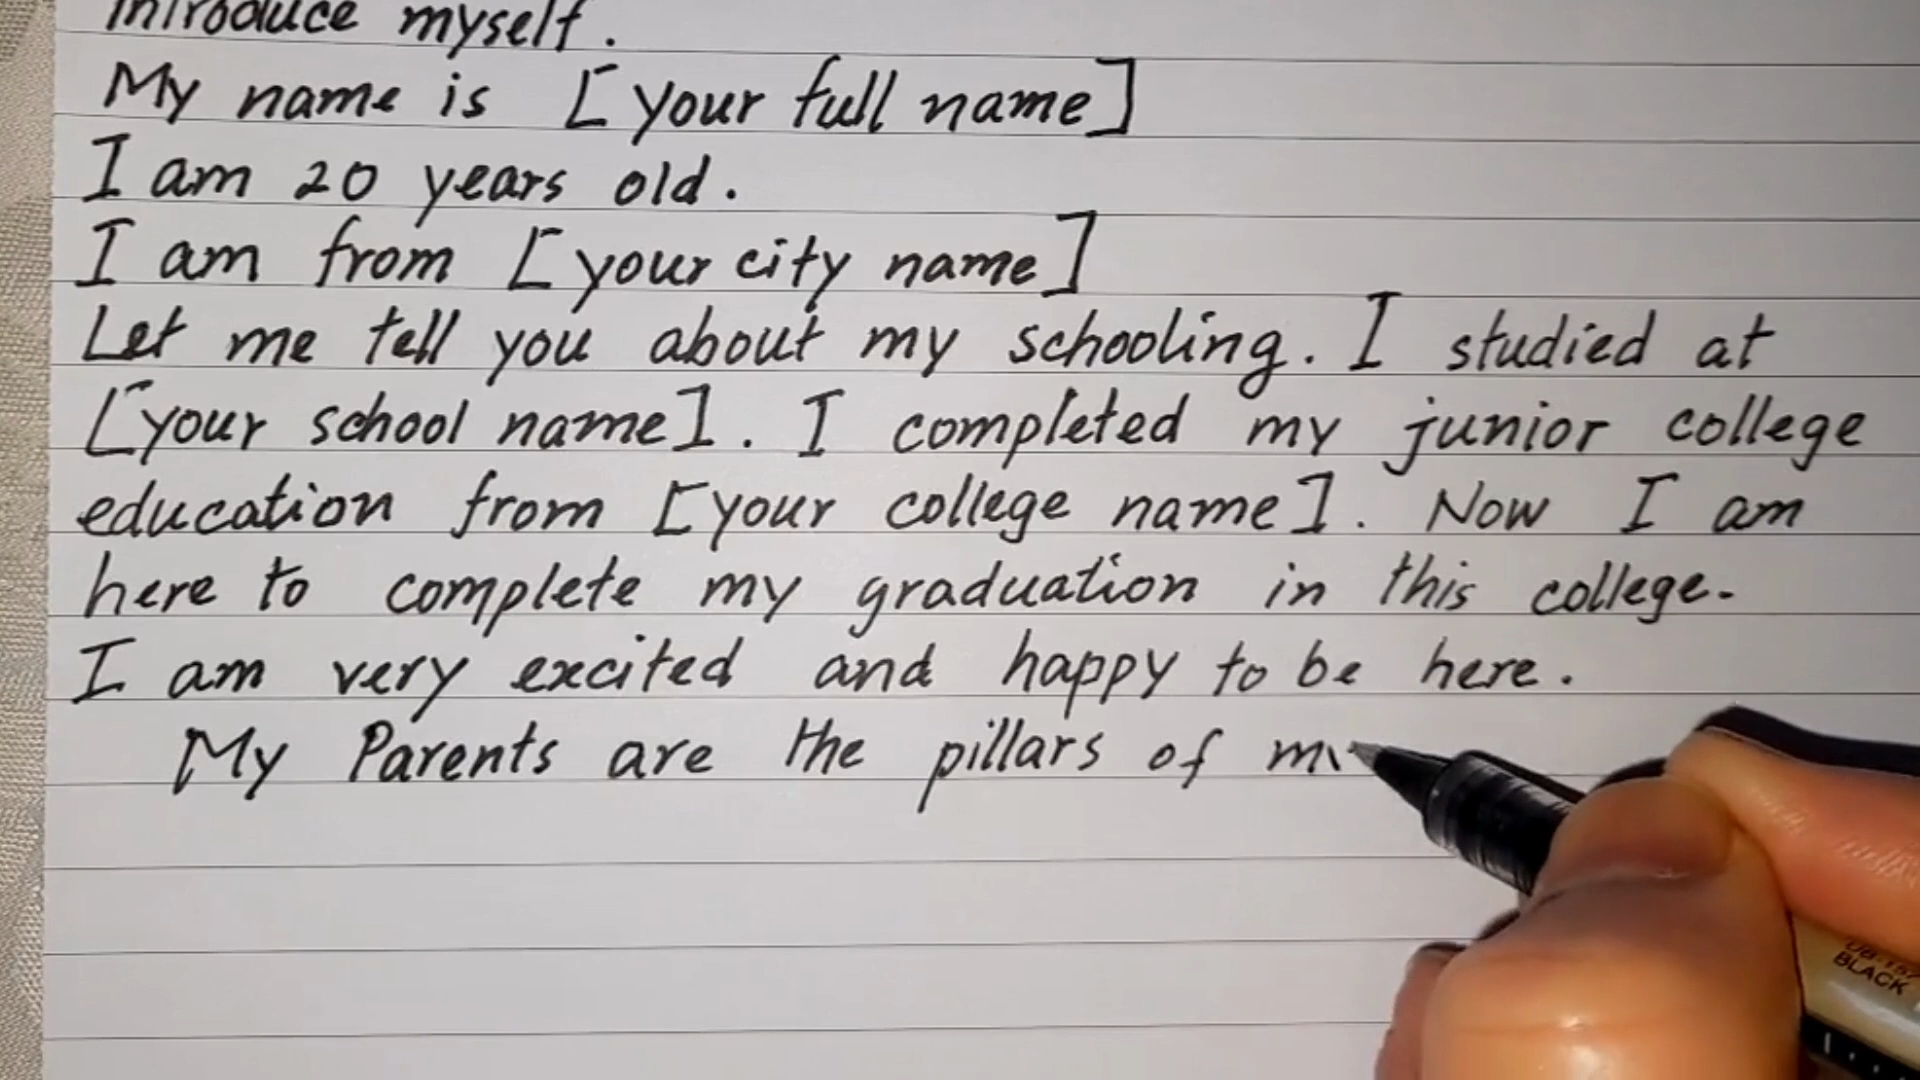 introduce myself.
My name is [your full name]
I am 20 years old.
I am from [your city name]
Let me tell you about my schooling. I studied at
[your school name]. I completed my junior college
education from [your college name]. Now I am
here to complete my graduation in this college.
I am very excited and happy to be here.
My Parents are the pillars of
BLACK